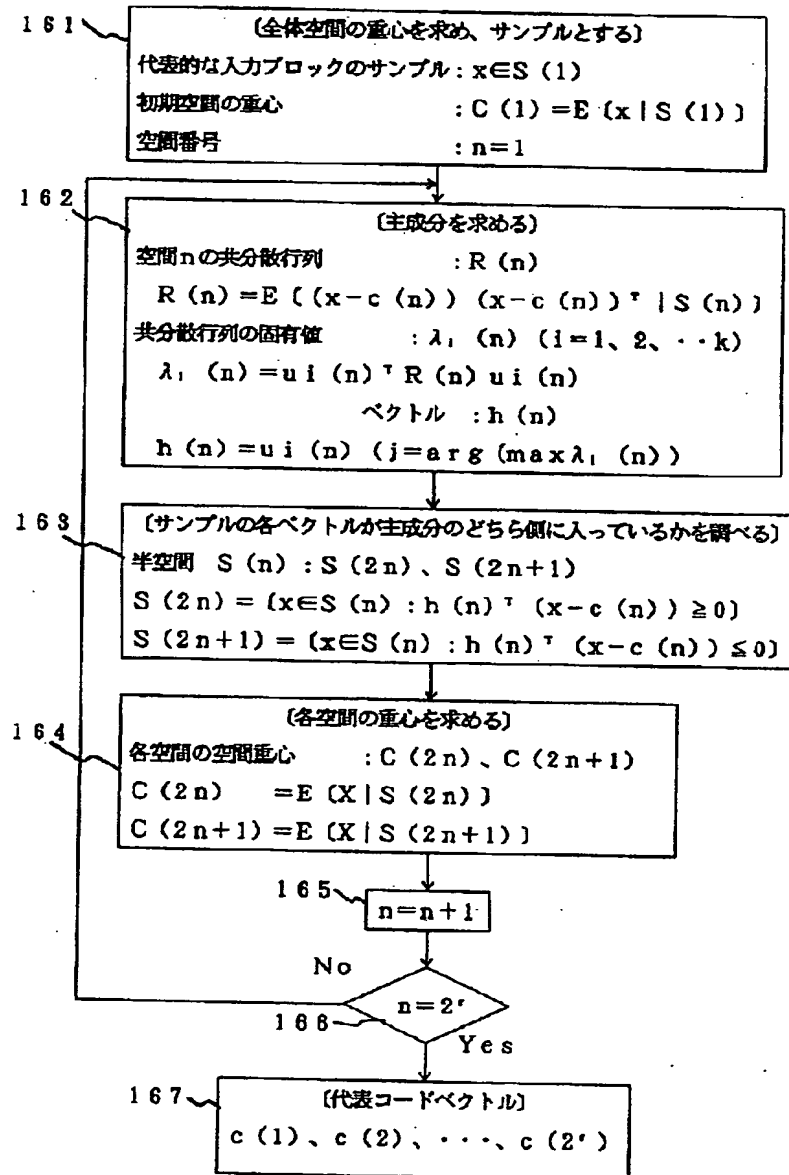 161
〔全体空間の重心を求め、サンプルとする〕
代表的な入力ブロックのサンプル：x∈S（1）
初期空間の重心　：C（1）＝E〔x｜S（1）〕
空間番号　：n＝1
162
〔主成分を求める〕
空間nの共分散行列　：R（n）
R（n）＝E〔（x－c（n））（x－c（n））ᵀ｜S（n）〕
共分散行列の固有値　：λᵢ（n）（i＝1、2、・・k）
λᵢ（n）＝ui（n）ᵀR（n）ui（n）
ベクトル　：h（n）
h（n）＝ui（n）（j＝arg（maxλᵢ（n））
163
〔サンプルの各ベクトルが主成分のどちら側に入っているかを調べる〕
半空間　S（n）：S（2n）、S（2n＋1）
S（2n）＝〔x∈S（n）：h（n）ᵀ（x－c（n））≧0〕
S（2n＋1）＝〔x∈S（n）：h（n）ᵀ（x－c（n））≦0〕
164
〔各空間の重心を求める〕
各空間の空間重心　：C（2n）、C（2n＋1）
C（2n）　＝E〔X｜S（2n）〕
C（2n＋1）＝E〔X｜S（2n＋1）〕
165
n＝n＋1
No
n＝2ʳ
166
Yes
167
〔代表コードベクトル〕
c（1）、c（2）、・・・、c（2ʳ）